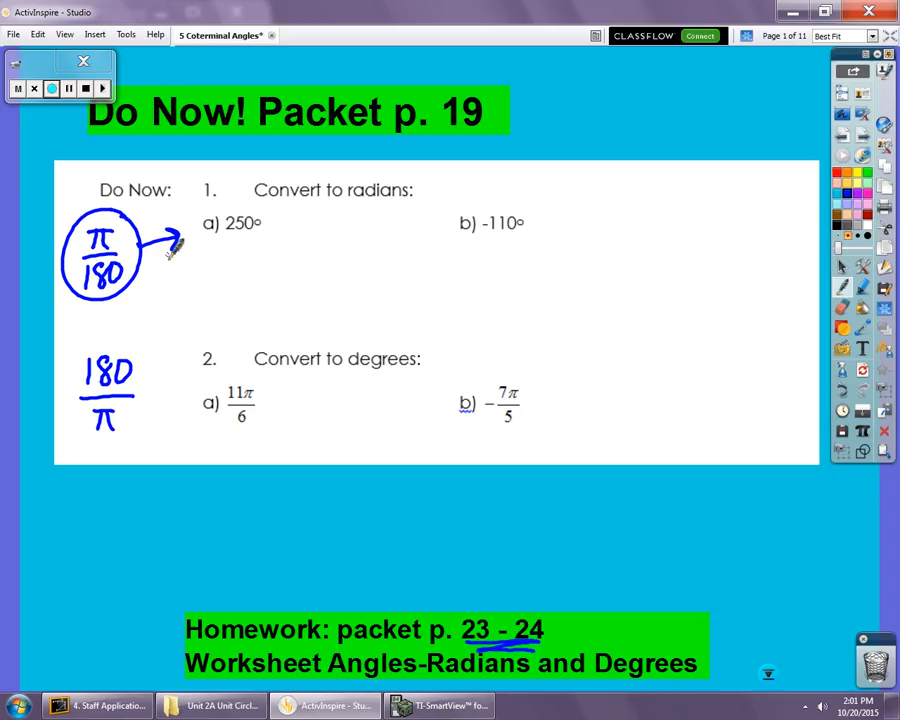 ActivInspire - Studio
File Edit View Insert Tools Help 5 Coterminal Angles* CLASSFLOW Connect Page 1 of 11 Best Fit
M
Do Now! Packet p. 19
Do Now: 1. Convert to radians:
a) 250° b) -110°
π
180
2. Convert to degrees:
180
π
a) 11π/6 b) -7π/5
Homework: packet p. 23 - 24
Worksheet Angles-Radians and Degrees
4. Staff Applicatio... Unit 2A Unit Circl... ActivInspire - Stu... TI-SmartView™ fo...
2:01 PM
10/20/2015